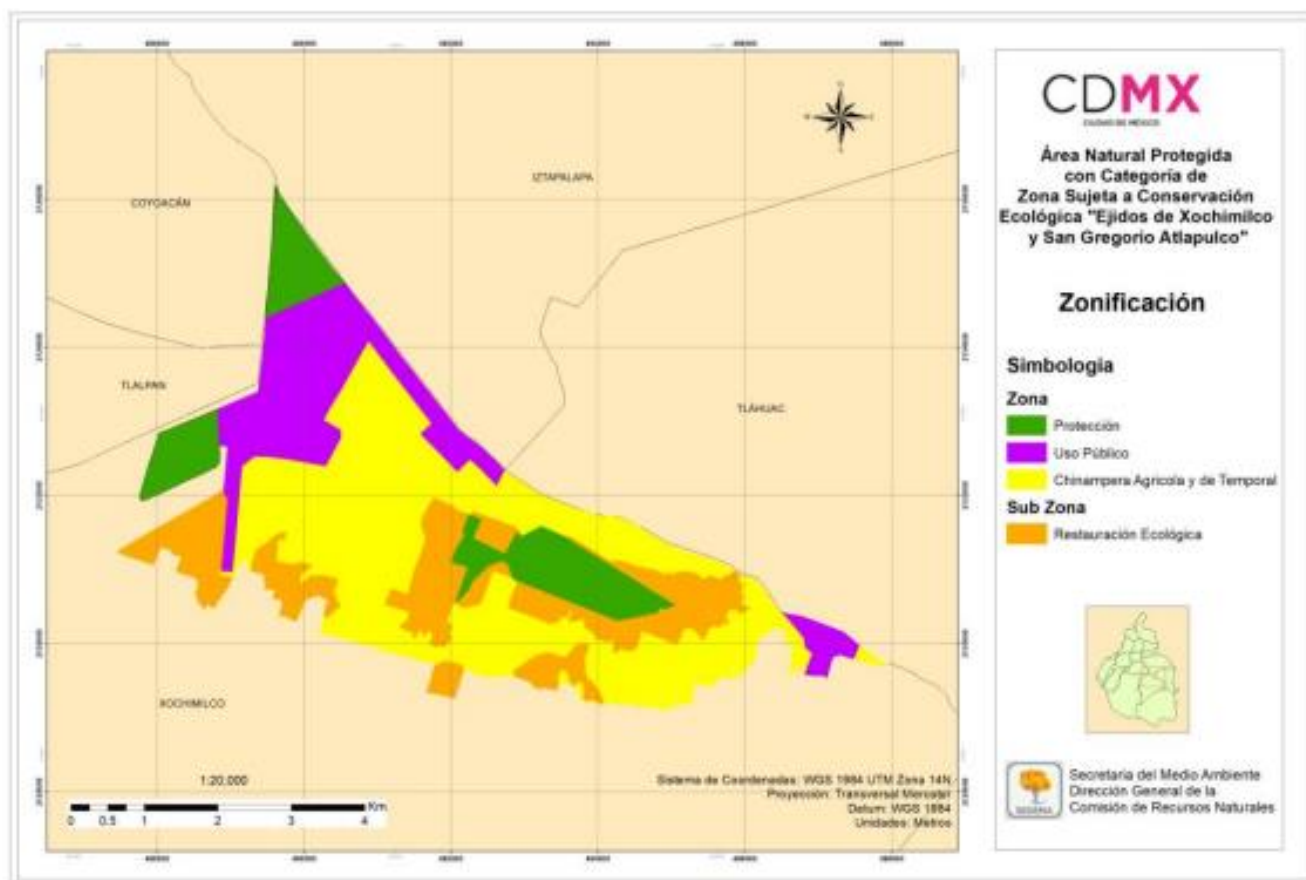 COYOACÁN
IZTAPALAPA
TLALPAN
TLÁHUAC
XOCHIMILCO
1:20,000
0 0.5 1 2 3 4 Km
Sistema de Coordenadas: WGS 1984 UTM Zona 14N
Proyección: Transversal Mercator
Datum: WGS 1984
Unidades: Metros
CDMX
CIUDAD DE MÉXICO
Área Natural Protegida
con Categoría de
Zona Sujeta a Conservación
Ecológica "Ejidos de Xochimilco
y San Gregorio Atlapulco"
Zonificación
Simbologia
Zona
Protección
Uso Público
Chinampera Agrícola y de Temporal
Sub Zona
Restauración Ecológica
SEDEMA
Secretaria del Medio Ambiente
Dirección General de la
Comisión de Recursos Naturales